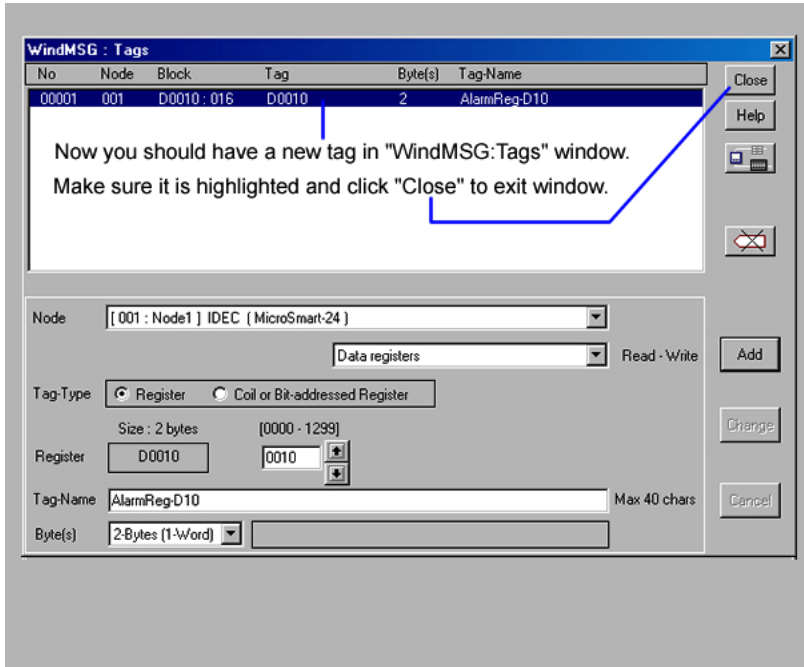 WindMSG : Tags
No Node Block Tag Byte(s) Tag-Name
Close
00001 001 D0010 : 016 D0010 2 AlarmReg-D10
Help
Now you should have a new tag in "WindMSG:Tags" window.
Make sure it is highlighted and click "Close" to exit window.
Node [ 001 : Node1 ] IDEC ( MicroSmart-24 )
Data registers Read - Write Add
Tag-Type Register Coil or Bit-addressed Register
Size : 2 bytes [0000 - 1299] Change
Register D0010 0010
Tag-Name AlarmReg-D10 Max 40 chars Cancel
Byte(s) 2-Bytes (1-Word)